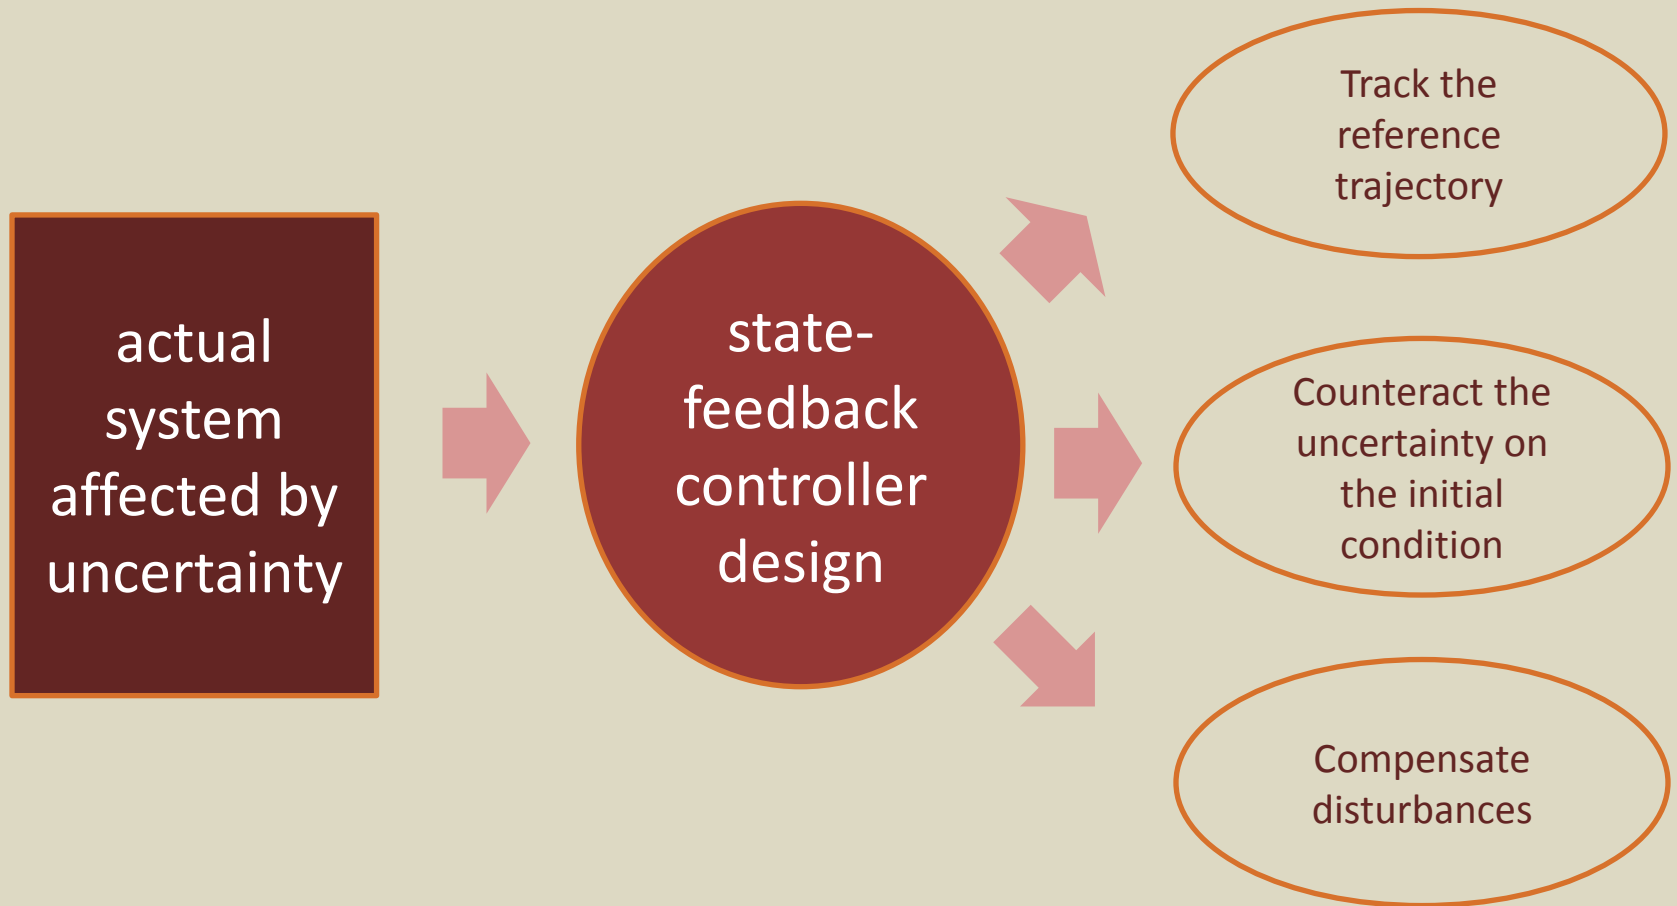 actual
system
affected by
uncertainty
state-
feedback
controller
design
Track the
reference
trajectory
Counteract the
uncertainty on
the initial
condition
Compensate
disturbances